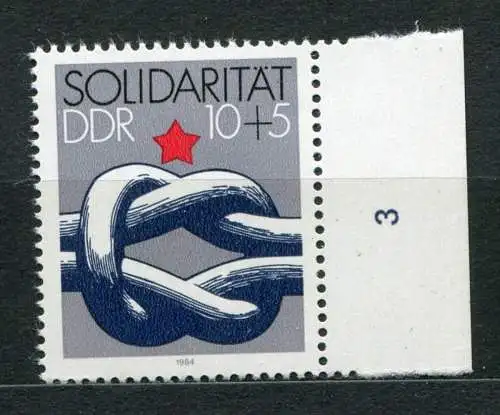 SOLIDARITÄT
DDR 10+5
1984
3